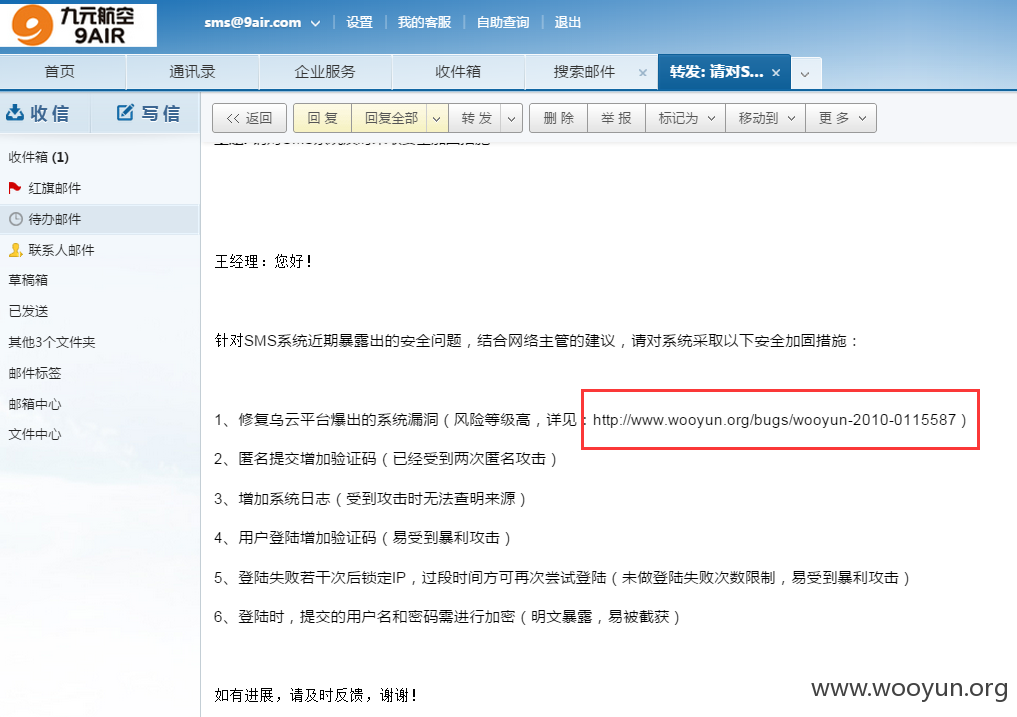 九元航空
9AIR
sms@9air.com 设置 我的客服 自助查询 退出
首页 通讯录 企业服务 收件箱 搜索邮件 × 转发: 请对S... ×
收信 写信
<< 返回 回复 回复全部 转发 删除 举报 标记为 移动到 更多
收件箱 (1)
红旗邮件
待办邮件
联系人邮件
草稿箱
已发送
其他3个文件夹
邮件标签
邮箱中心
文件中心
王经理：您好！
针对SMS系统近期暴露出的安全问题，结合网络主管的建议，请对系统采取以下安全加固措施：
1、修复乌云平台爆出的系统漏洞（风险等级高，详见：http://www.wooyun.org/bugs/wooyun-2010-0115587 ）
2、匿名提交增加验证码（已经受到两次匿名攻击）
3、增加系统日志（受到攻击时无法查明来源）
4、用户登陆增加验证码（易受到暴利攻击）
5、登陆失败若干次后锁定IP，过段时间方可再次尝试登陆（未做登陆失败次数限制，易受到暴利攻击）
6、登陆时，提交的用户名和密码需进行加密（明文暴露，易被截获）
如有进展，请及时反馈，谢谢！
www.wooyun.org